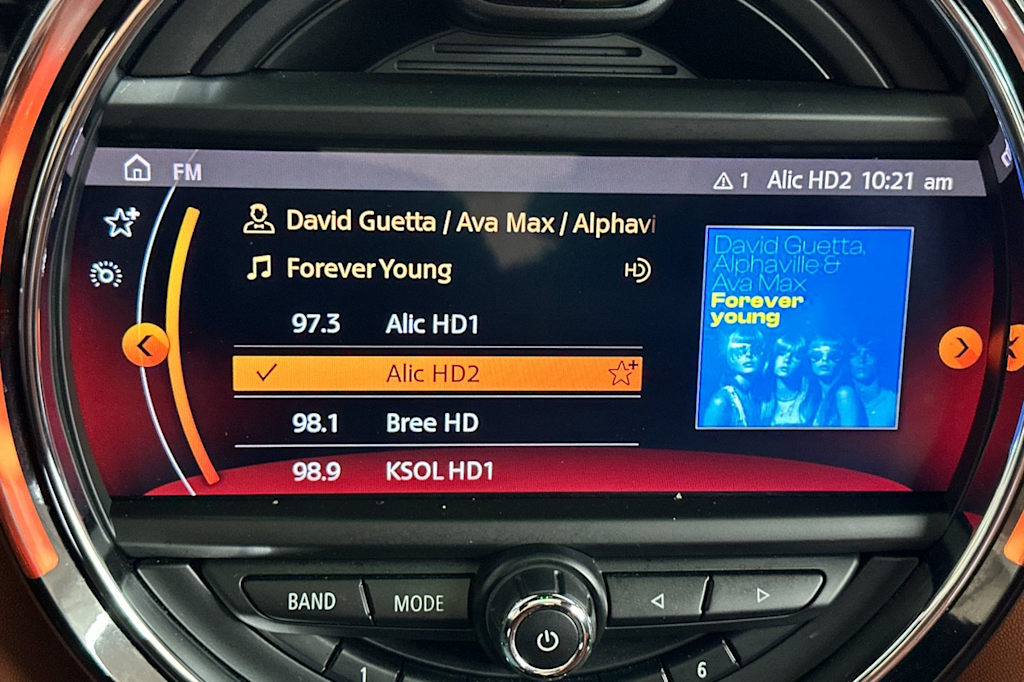 FM
1 Alic HD2 10:21 am
David Guetta / Ava Max / Alphavi
Forever Young HD
97.3 Alic HD1
Alic HD2
98.1 Bree HD
98.9 KSOL HD1
David Guetta,
Alphaville &
Ava Max
Forever
young
BAND MODE
1 6